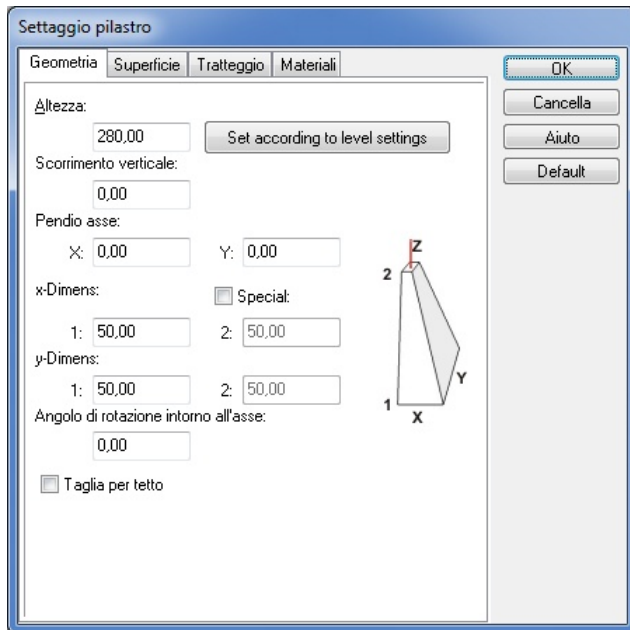 Settaggio pilastro
Geometria Superficie Tratteggio Materiali
OK
Cancella
Aiuto
Default
Altezza:
280,00 Set according to level settings
Scorrimento verticale:
0,00
Pendio asse:
X: 0,00 Y: 0,00
x-Dimens: Special:
1: 50,00 2: 50,00
y-Dimens:
1: 50,00 2: 50,00
Angolo di rotazione intorno all'asse:
0,00
Taglia per tetto
Z
2
Y
1
X